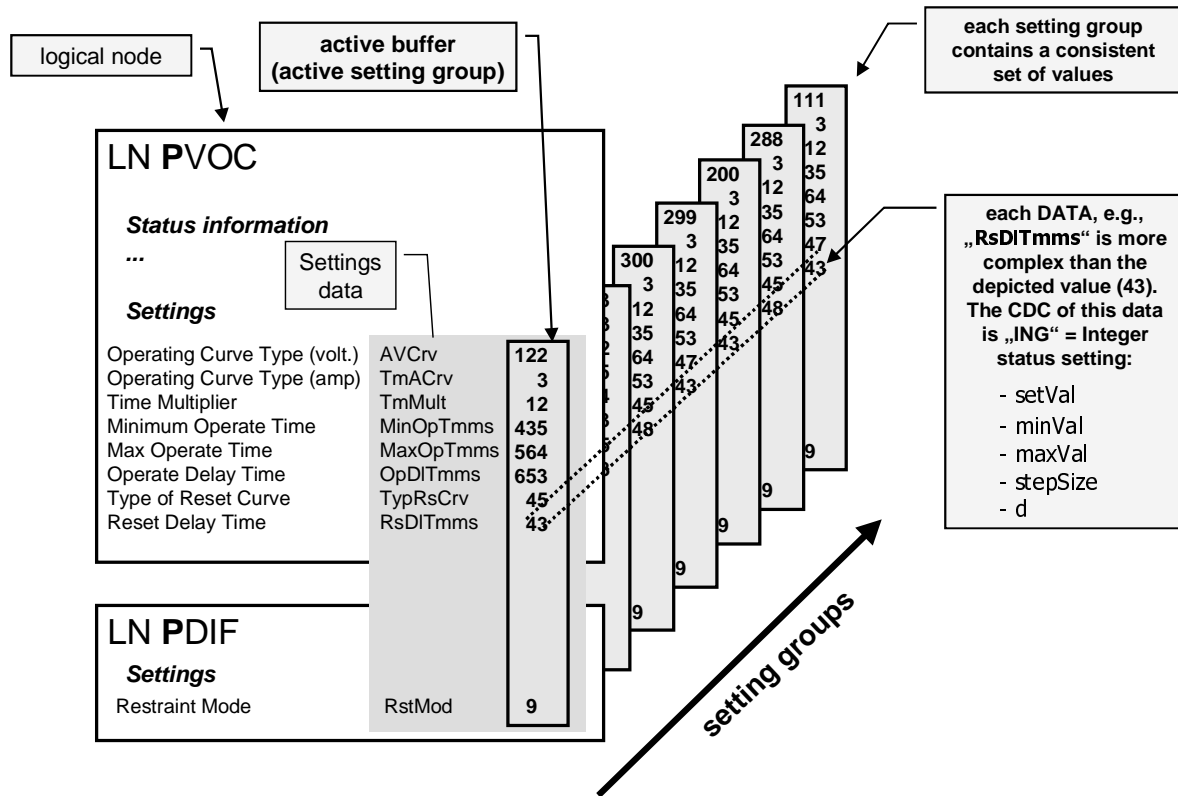 logical node
active buffer
(active setting group)
each setting group
contains a consistent
set of values
LN PVOC
Status information
...
Settings
Settings
data
Operating Curve Type (volt.) AVCrv 122
Operating Curve Type (amp) TmACrv 3
Time Multiplier TmMult 12
Minimum Operate Time MinOpTmms 435
Max Operate Time MaxOpTmms 564
Operate Delay Time OpDlTmms 653
Type of Reset Curve TypRsCrv 45
Reset Delay Time RsDlTmms 43
LN PDIF
Settings
Restraint Mode RstMod 9
300
3
12
35
64
53
45
48
9
299
3
12
35
64
53
47
43
9
200
3
12
35
64
53
45
43
9
288
3
12
35
64
53
45
48
9
111
3
12
35
64
53
47
43
9
each DATA, e.g.,
„RsDlTmms“ is more
complex than the
depicted value (43).
The CDC of this data
is „ING“ = Integer
status setting:
- setVal
- minVal
- maxVal
- stepSize
- d
setting groups